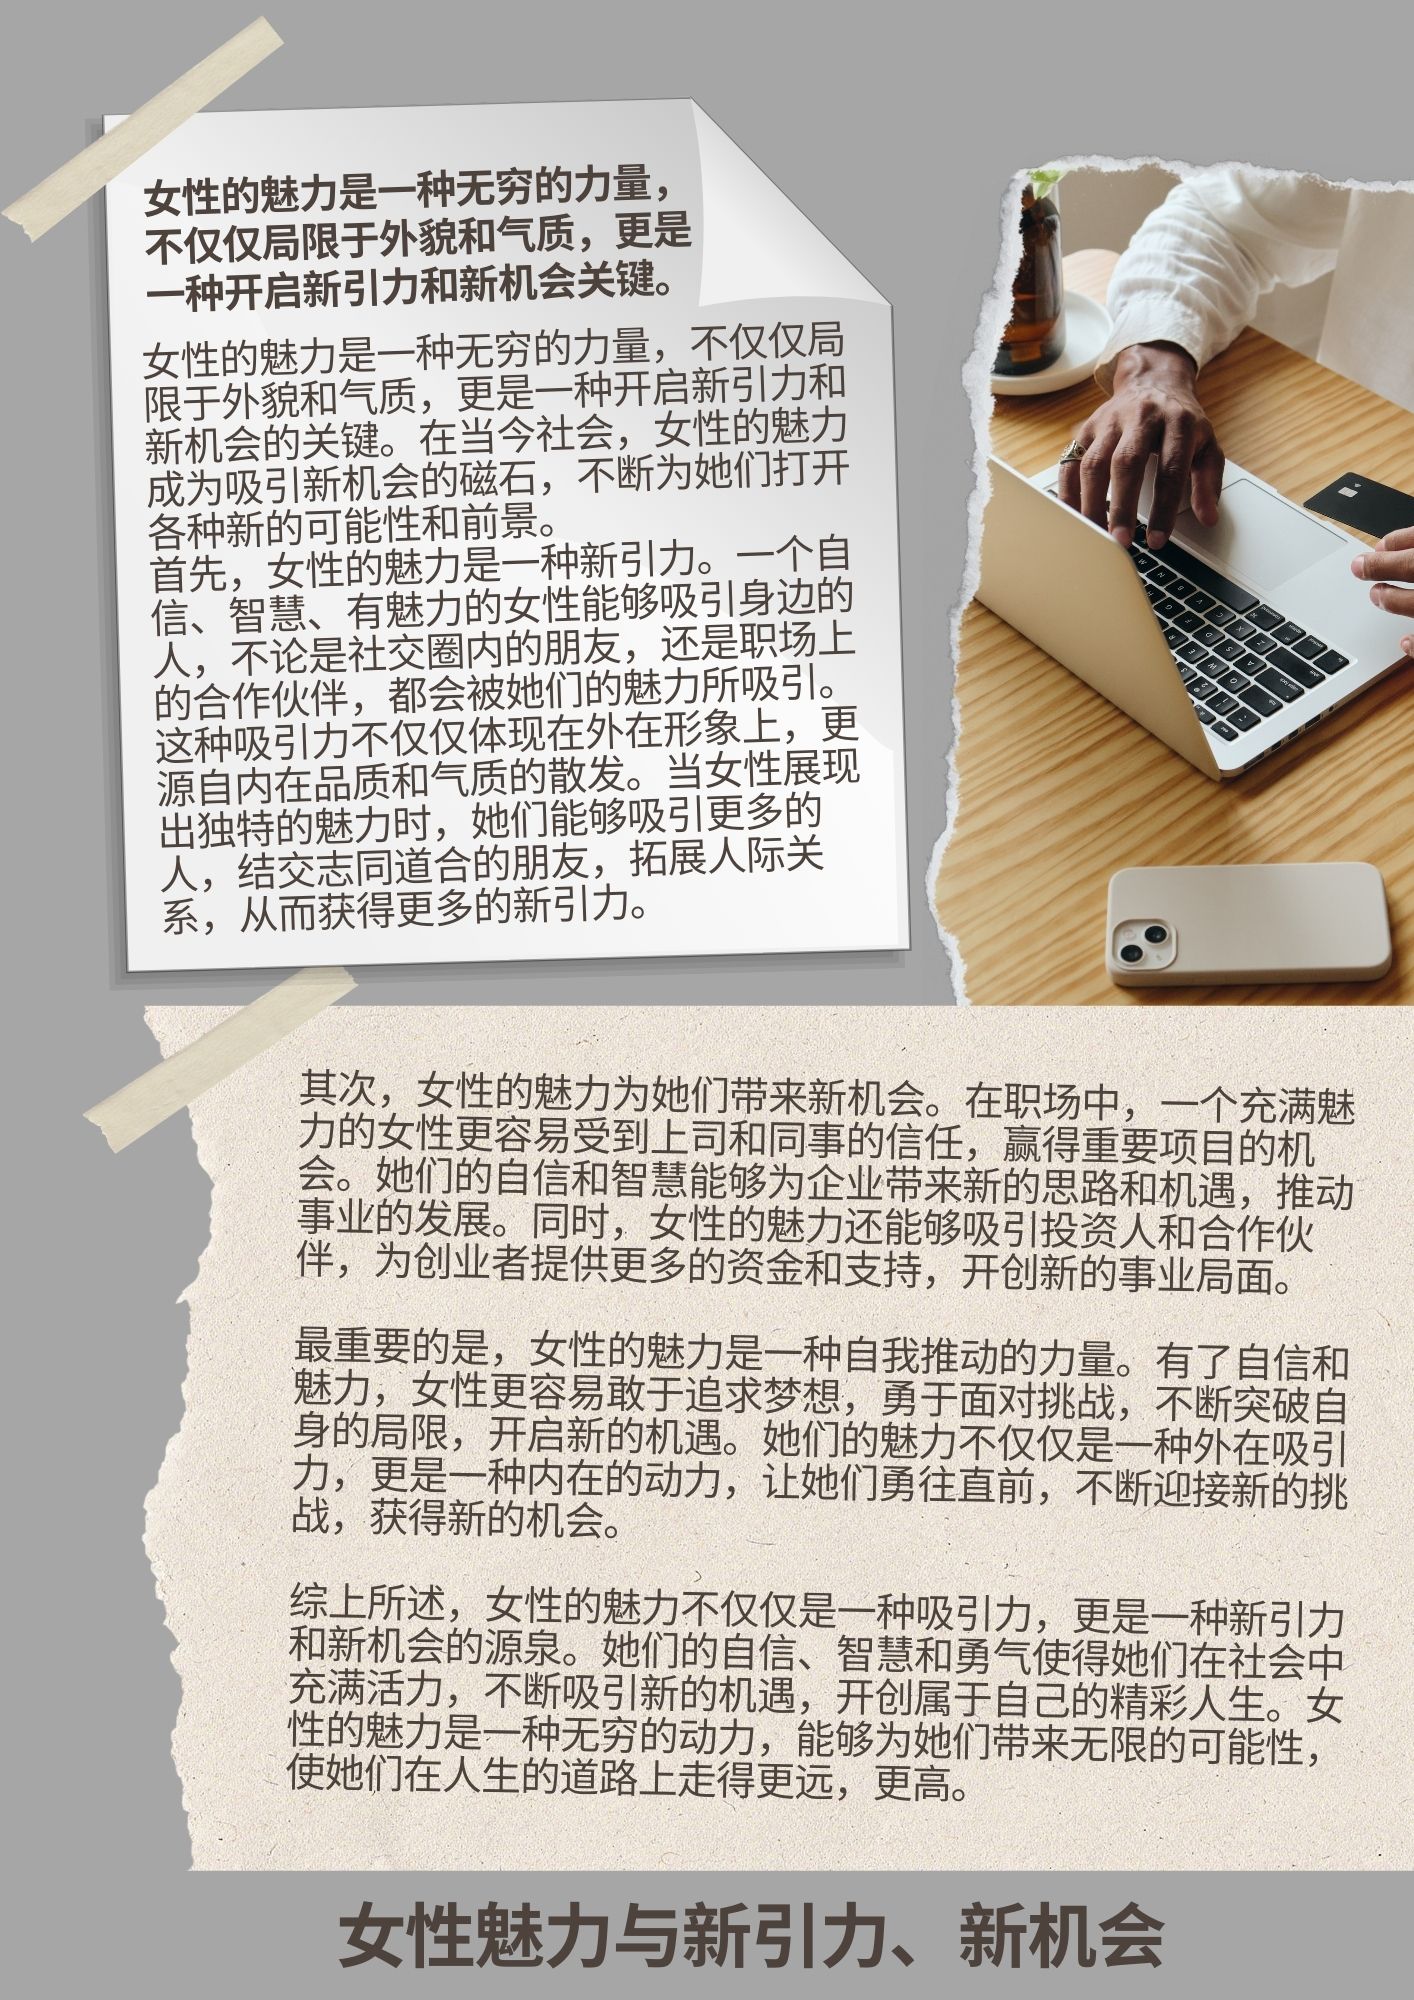 女性的魅力是一种无穷的力量，
不仅仅局限于外貌和气质，更是
一种开启新引力和新机会关键。
女性的魅力是一种无穷的力量，不仅仅局
限于外貌和气质，更是一种开启新引力和
新机会的关键。在当今社会，女性的魅力
成为吸引新机会的磁石，不断为她们打开
各种新的可能性和前景。
首先，女性的魅力是一种新引力。一个自
信、智慧、有魅力的女性能够吸引身边的
人，不论是社交圈内的朋友，还是职场上
的合作伙伴，都会被她们的魅力所吸引。
这种吸引力不仅仅体现在外在形象上，更
源自内在品质和气质的散发。当女性展现
出独特的魅力时，她们能够吸引更多的
人，结交志同道合的朋友，拓展人际关
系，从而获得更多的新引力。
其次，女性的魅力为她们带来新机会。在职场中，一个充满魅
力的女性更容易受到上司和同事的信任，赢得重要项目的机
会。她们的自信和智慧能够为企业带来新的思路和机遇，推动
事业的发展。同时，女性的魅力还能够吸引投资人和合作伙
伴，为创业者提供更多的资金和支持，开创新的事业局面。
最重要的是，女性的魅力是一种自我推动的力量。有了自信和
魅力，女性更容易敢于追求梦想，勇于面对挑战，不断突破自
身的局限，开启新的机遇。她们的魅力不仅仅是一种外在吸引
力，更是一种内在的动力，让她们勇往直前，不断迎接新的挑
战，获得新的机会。
综上所述，女性的魅力不仅仅是一种吸引力，更是一种新引力
和新机会的源泉。她们的自信、智慧和勇气使得她们在社会中
充满活力，不断吸引新的机遇，开创属于自己的精彩人生。女
性的魅力是一种无穷的动力，能够为她们带来无限的可能性，
使她们在人生的道路上走得更远，更高。
女性魅力与新引力、新机会